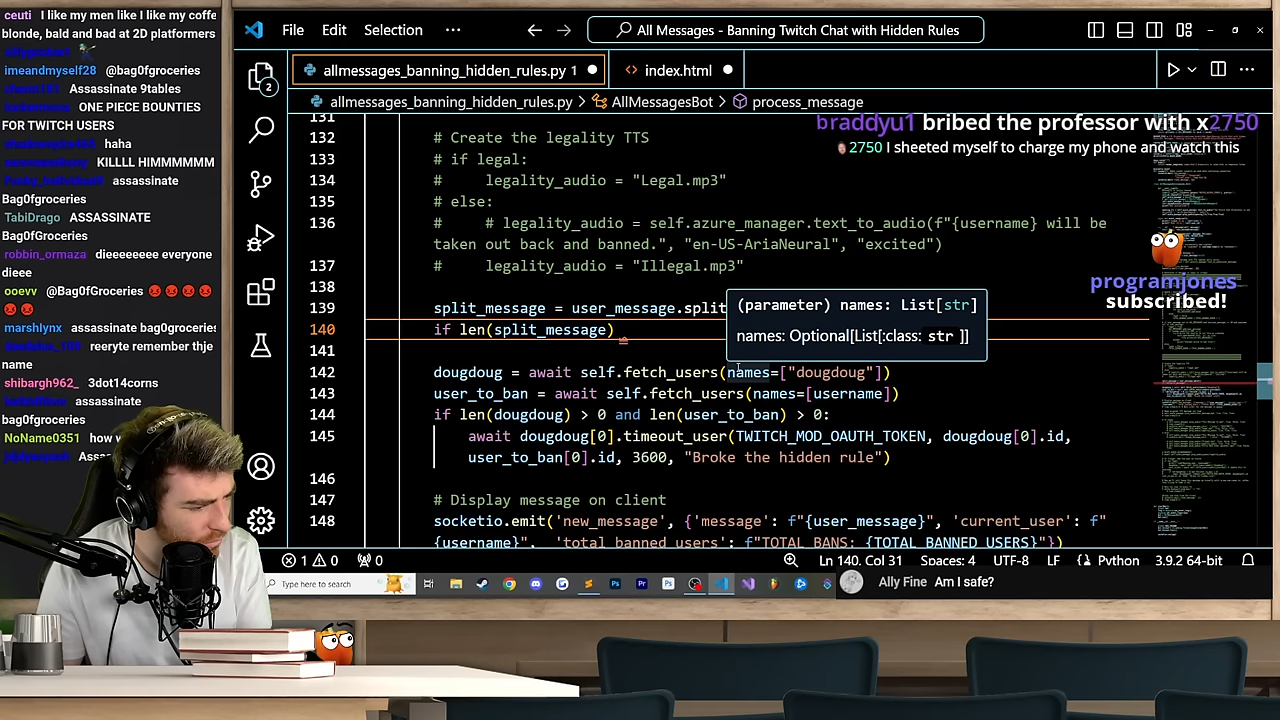 ceuti I like my men like I like my coffe
blonde, bald and bad at 2D platformers
imeandmyself28 @bag0fgroceries
Assassinate 9tables
ONE PIECE BOUNTIES
FOR TWITCH USERS
haha
KILLLL HIMMMMMM
assassinate
Bag0fGroceries
TabiDrago ASSASSINATE
Bag0fGroceries
robbin_ormaza dieeeeeeee everyone
dieee
ooevv @Bag0fGroceries
marshlynx assassinate bag0groceries
reeryte remember thje
name
shibargh962_ 3dot14corns
assassinate
bag0fgroceries
NoName0351 how w
File Edit Selection ···
All Messages - Banning Twitch Chat with Hidden Rules
allmessages_banning_hidden_rules.py 1
index.html
allmessages_banning_hidden_rules.py > AllMessagesBot > process_message
2
131
132 # Create the legality TTS
133 # if legal:
134 # legality_audio = "Legal.mp3"
135 # else:
136 # # legality_audio = self.azure_manager.text_to_audio(f"{username} will be
taken out back and banned.", "en-US-AriaNeural", "excited")
137 # legality_audio = "Illegal.mp3"
138
139 split_message = user_message.split
140 if len(split_message)
141
142 dougdoug = await self.fetch_users(names=["dougdoug"])
143 user_to_ban = await self.fetch_users(names=[username])
144 if len(dougdoug) > 0 and len(user_to_ban) > 0:
145 await dougdoug[0].timeout_user(TWITCH_MOD_OAUTH_TOKEN, dougdoug[0].id,
user_to_ban[0].id, 3600, "Broke the hidden rule")
146
147 # Display message on client
148 socketio.emit('new_message', {'message': f"{user_message}", 'current_user': f"
{username}", 'total_banned_users': f"TOTAL BANS: {TOTAL_BANNED_USERS}"})
(parameter) names: List[str]
names: Optional[List[:class: str ]]
braddyu1 bribed the professor with x2750
2750 I sheeted myself to charge my phone and watch this
programjones
subscribed!
1 0 0 Ln 140, Col 31 Spaces: 4 UTF-8 LF Python 3.9.2 64-bit
Type here to search
Ally Fine Am I safe?